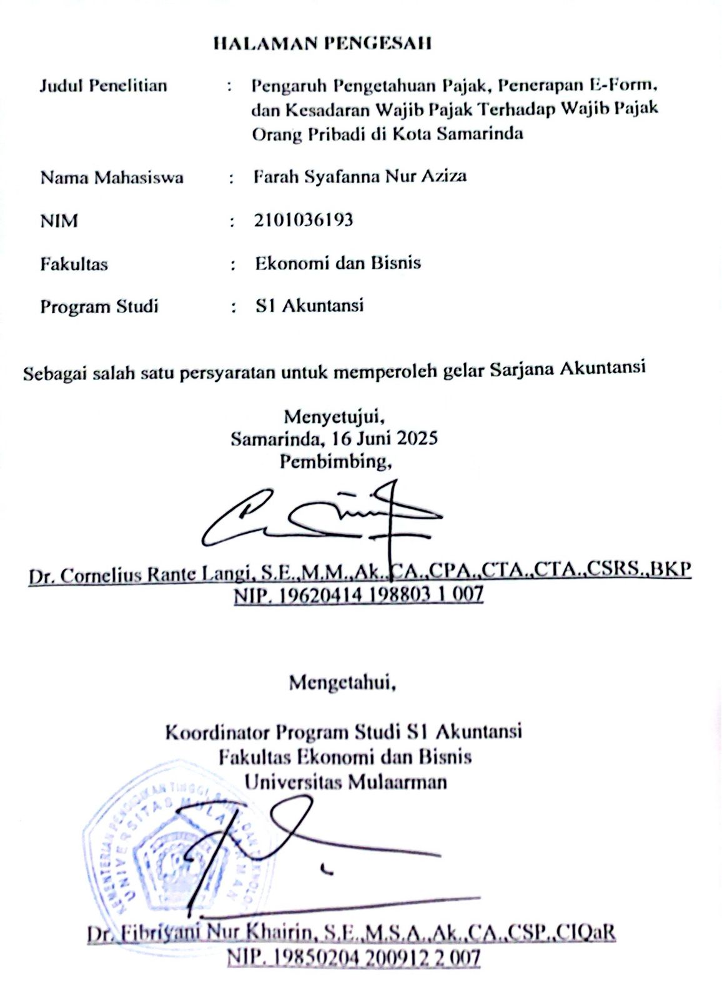 HALAMAN PENGESAH
Judul Penelitian : Pengaruh Pengetahuan Pajak, Penerapan E-Form,
dan Kesadaran Wajib Pajak Terhadap Wajib Pajak
Orang Pribadi di Kota Samarinda
Nama Mahasiswa : Farah Syafanna Nur Aziza
NIM : 2101036193
Fakultas : Ekonomi dan Bisnis
Program Studi : S1 Akuntansi
Sebagai salah satu persyaratan untuk memperoleh gelar Sarjana Akuntansi
Menyetujui,
Samarinda, 16 Juni 2025
Pembimbing,
Dr. Cornelius Rante Langi, S.E.,M.M.,Ak.,CA.,CPA.,CTA.,CTA.,CSRS.,BKP
NIP. 19620414 198803 1 007
Mengetahui,
Koordinator Program Studi S1 Akuntansi
Fakultas Ekonomi dan Bisnis
Universitas Mulaarman
KEMENTERIAN PENDIDIKAN TINGGI, SAINS, DAN
UNIVERSITAS MULAWARMAN
Dr. Fibriyani Nur Khairin, S.E.,M.S.A.,Ak.,CA.,CSP.,CIQaR
NIP. 19850204 200912 2 007